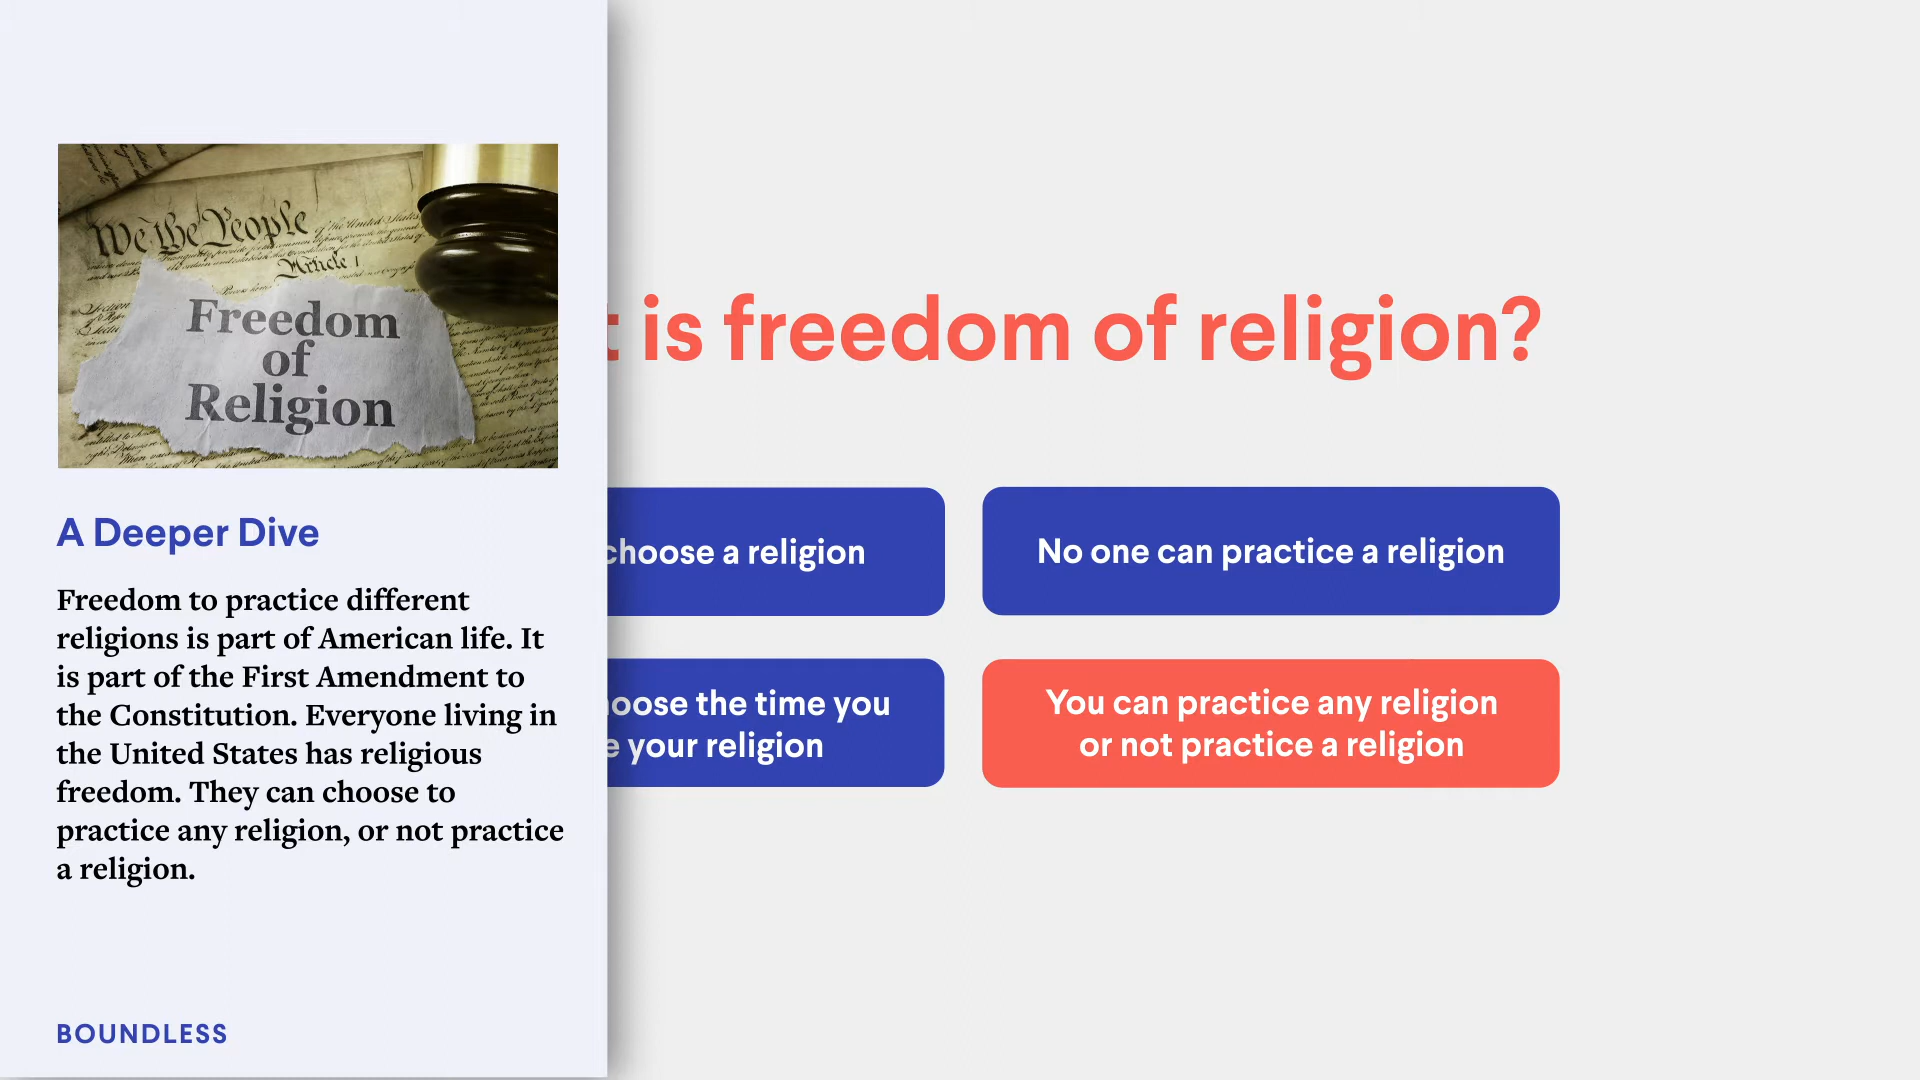 We the People
Article 1
Freedom
of
Religion
A Deeper Dive
Freedom to practice different
religions is part of American life. It
is part of the First Amendment to
the Constitution. Everyone living in
the United States has religious
freedom. They can choose to
practice any religion, or not practice
a religion.
BOUNDLESS
t is freedom of religion?
choose a religion
No one can practice a religion
oose the time you
e your religion
You can practice any religion
or not practice a religion